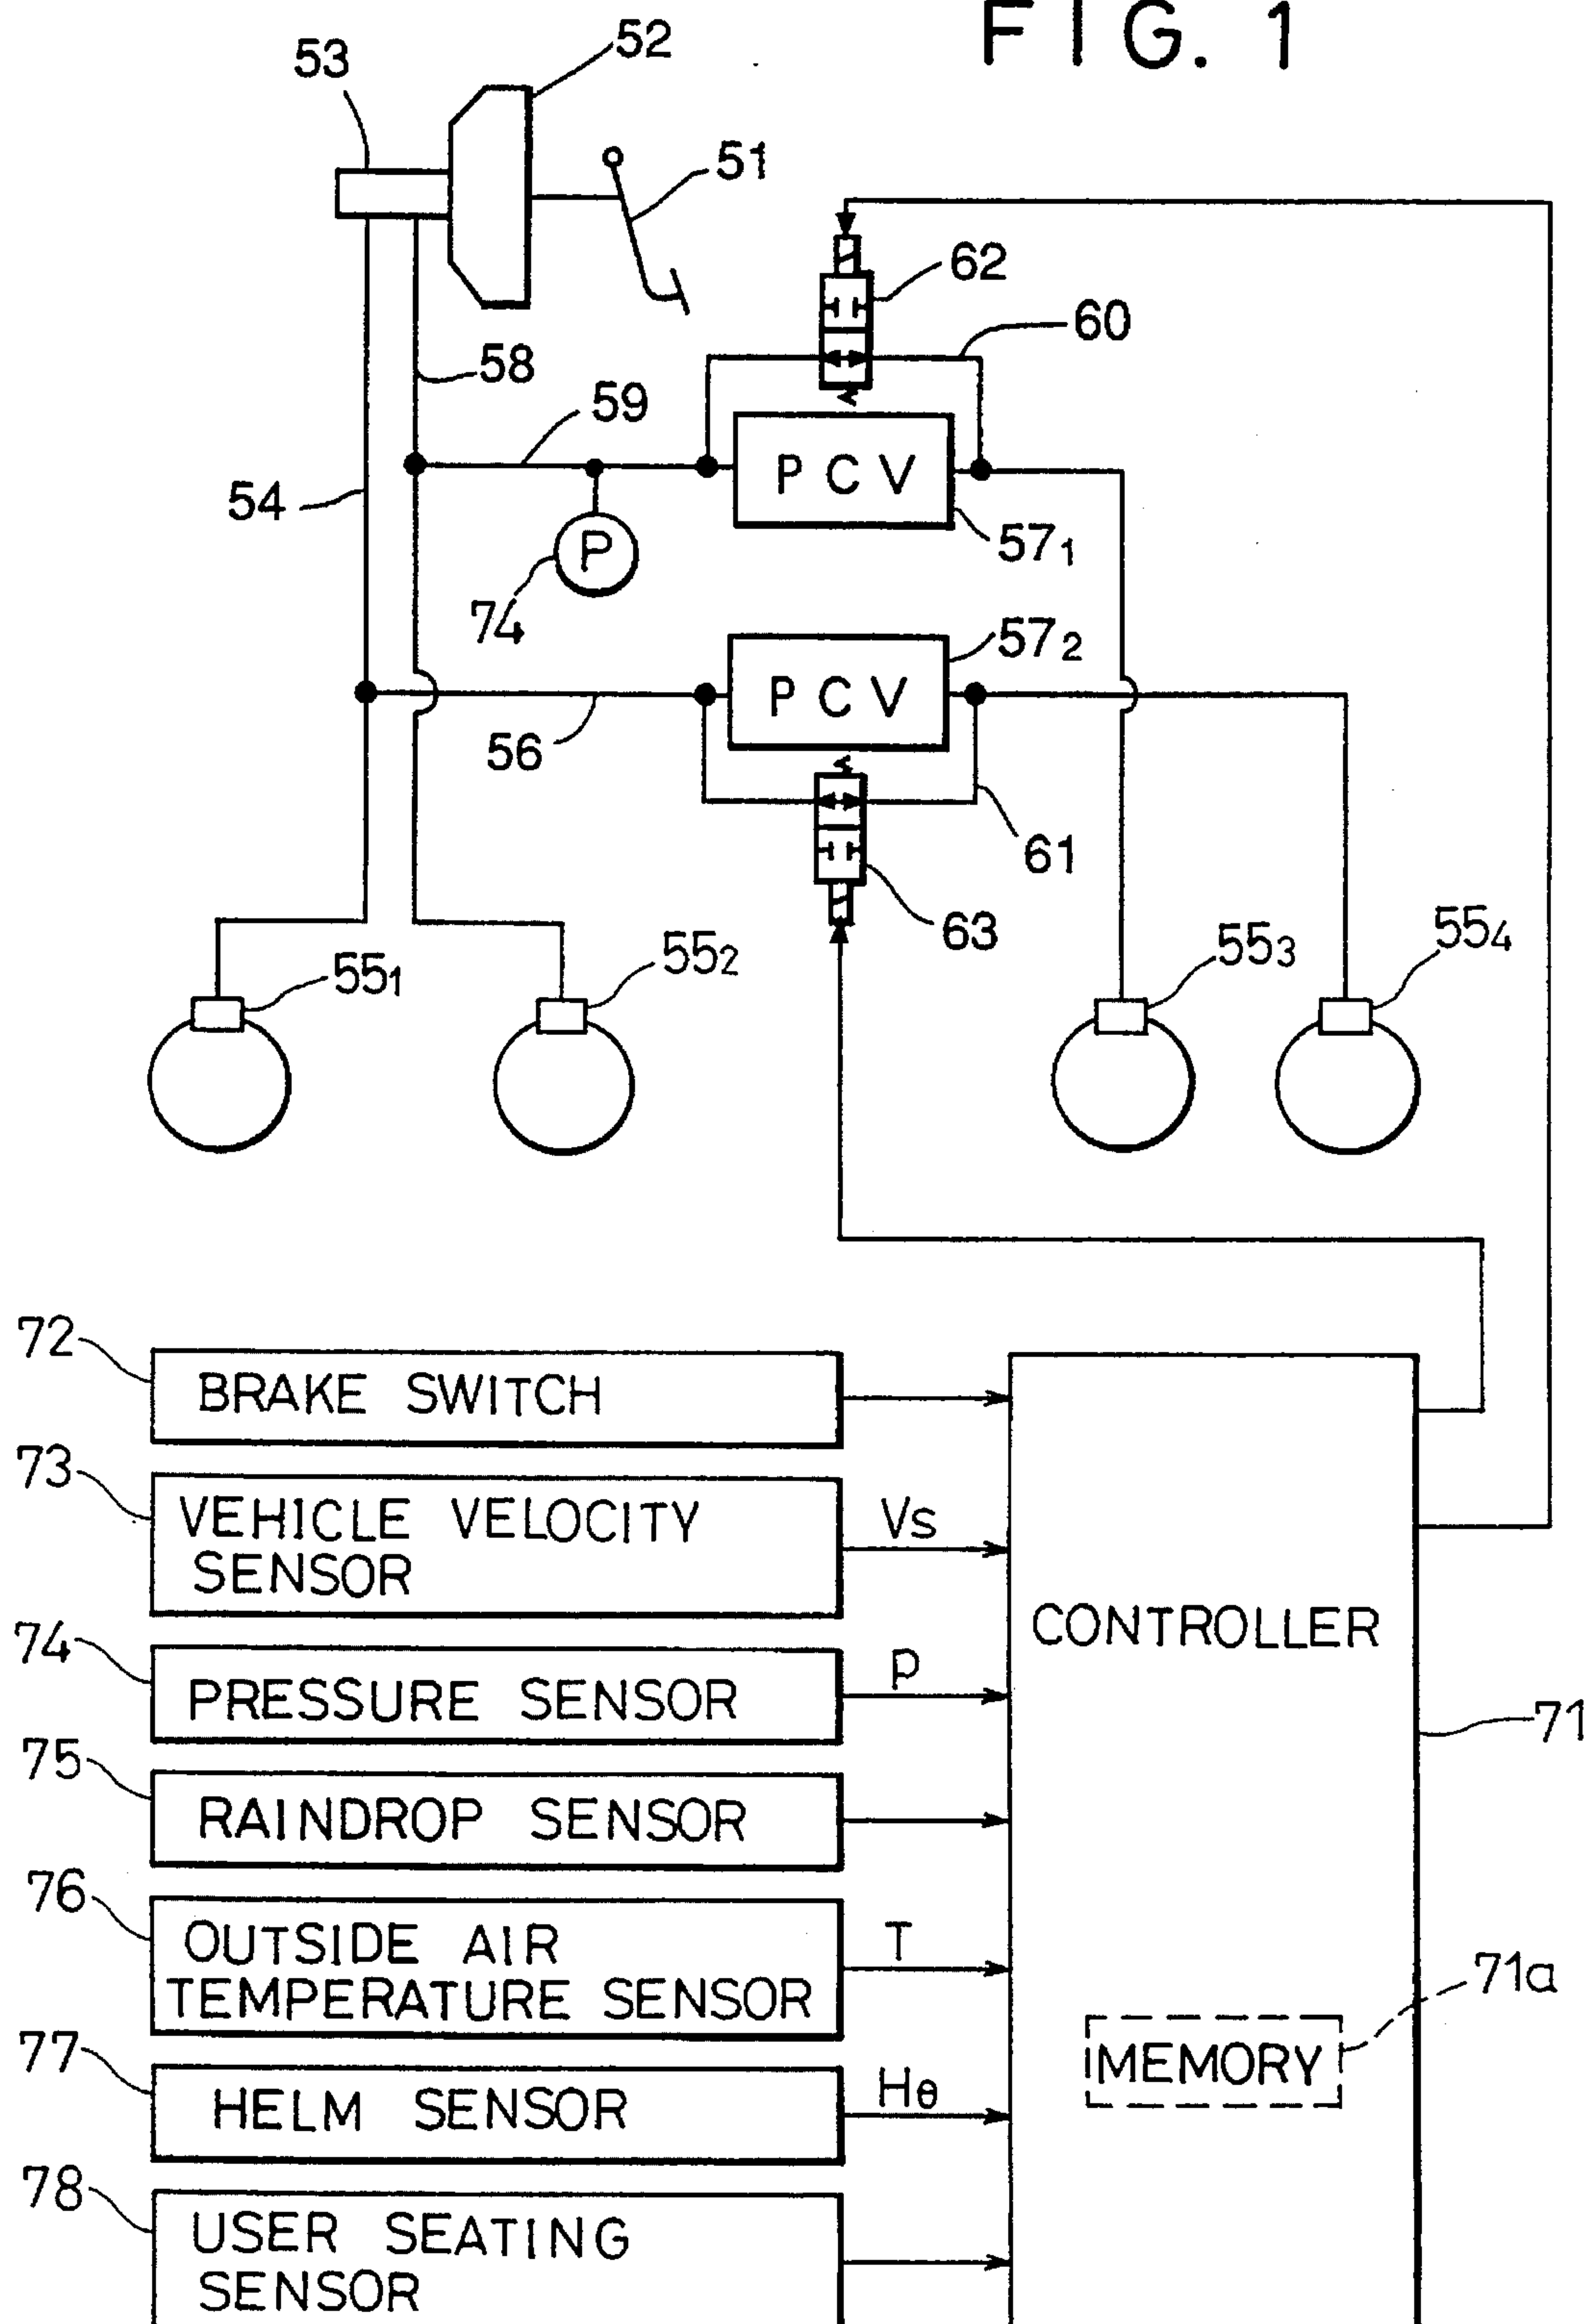 FIG. 1
53
52
51
62
60
58
59
54
PCV
57₁
P
74
57₂
PCV
56
61
63
55₁
55₂
55₃
55₄
72
BRAKE SWITCH
73
VEHICLE VELOCITY
SENSOR
Vs
74
PRESSURE SENSOR
P
CONTROLLER
71
75
RAINDROP SENSOR
76
OUTSIDE AIR
TEMPERATURE SENSOR
T
71a
MEMORY
77
HELM SENSOR
Hθ
78
USER SEATING
SENSOR